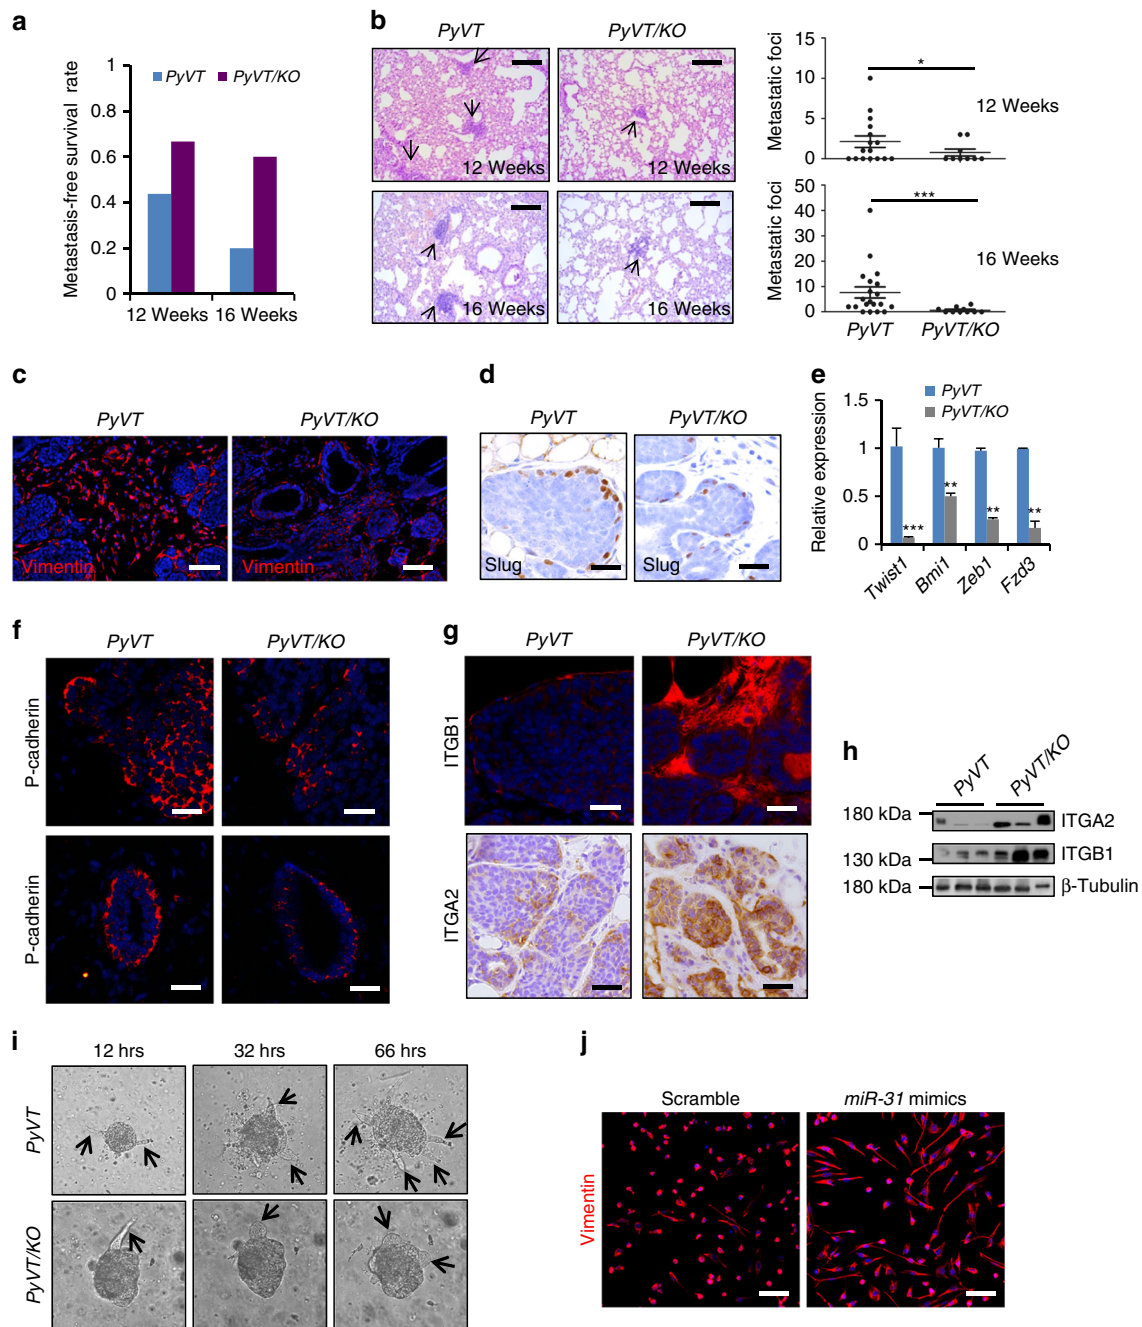 a
Metastasis-free survival rate
1
0.8
0.6
0.4
0.2
0
PyVT
PyVT/KO
12 Weeks
16 Weeks
b
PyVT
PyVT/KO
12 Weeks
12 Weeks
16 Weeks
16 Weeks
Metastatic foci
15
10
5
0
*
12 Weeks
Metastatic foci
50
40
30
20
10
0
***
16 Weeks
PyVT
PyVT/KO
c
PyVT
PyVT/KO
Vimentin
Vimentin
d
PyVT
PyVT/KO
Slug
Slug
e
PyVT
PyVT/KO
Relative expression
1.5
1
0.5
0
***
**
**
**
Twist1
Bmi1
Zeb1
Fzd3
f
PyVT
PyVT/KO
P-cadherin
P-cadherin
g
PyVT
PyVT/KO
ITGB1
ITGA2
h
PyVT
PyVT/KO
180 kDa
ITGA2
130 kDa
ITGB1
180 kDa
β-Tubulin
i
12 hrs
32 hrs
66 hrs
PyVT
PyVT/KO
j
Scramble
miR-31 mimics
Vimentin